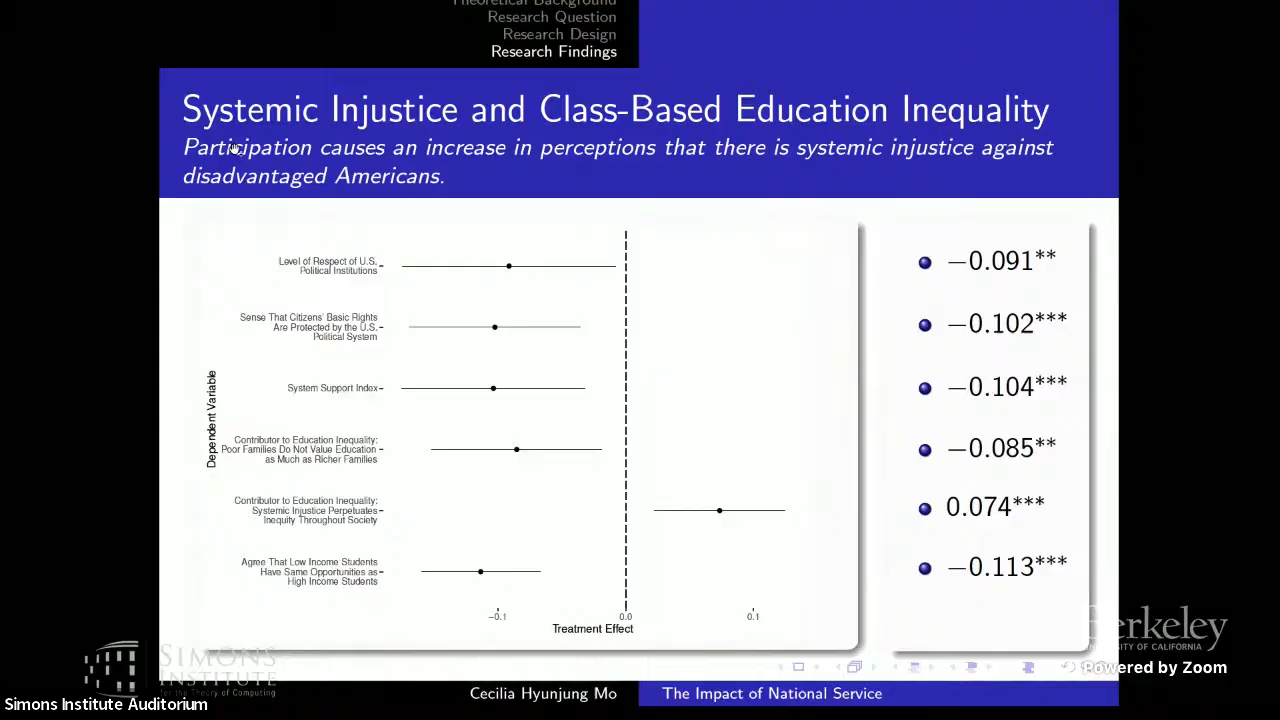 Theoretical Background
Research Question
Research Design
Research Findings
Systemic Injustice and Class-Based Education Inequality
Participation causes an increase in perceptions that there is systemic injustice against
disadvantaged Americans.
Dependent Variable
Level of Respect of U.S.
Political Institutions
Sense That Citizens' Basic Rights
Are Protected by the U.S.
Political System
System Support Index
Contributor to Education Inequality:
Poor Families Do Not Value Education
as Much as Richer Families
Contributor to Education Inequality:
Systemic Injustice Perpetuates
Inequity Throughout Society
Agree That Low Income Students
Have Same Opportunities as
High Income Students
−0.1 0.0 0.1
Treatment Effect
−0.091**
−0.102***
−0.104***
−0.085**
0.074***
−0.113***
SIMONS
INSTITUTE
for the Theory of Computing
Berkeley
UNIVERSITY OF CALIFORNIA
Powered by Zoom
Cecilia Hyunjung Mo The Impact of National Service
Simons Institute Auditorium